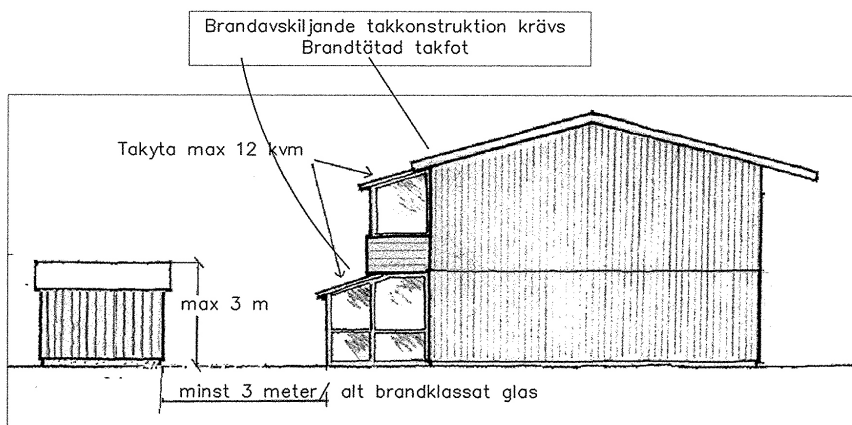 Brandavskiljande takkonstruktion krävs
Brandtätad takfot
Takyta max 12 kvm
max 3 m
minst 3 meter/ alt brandklassat glas